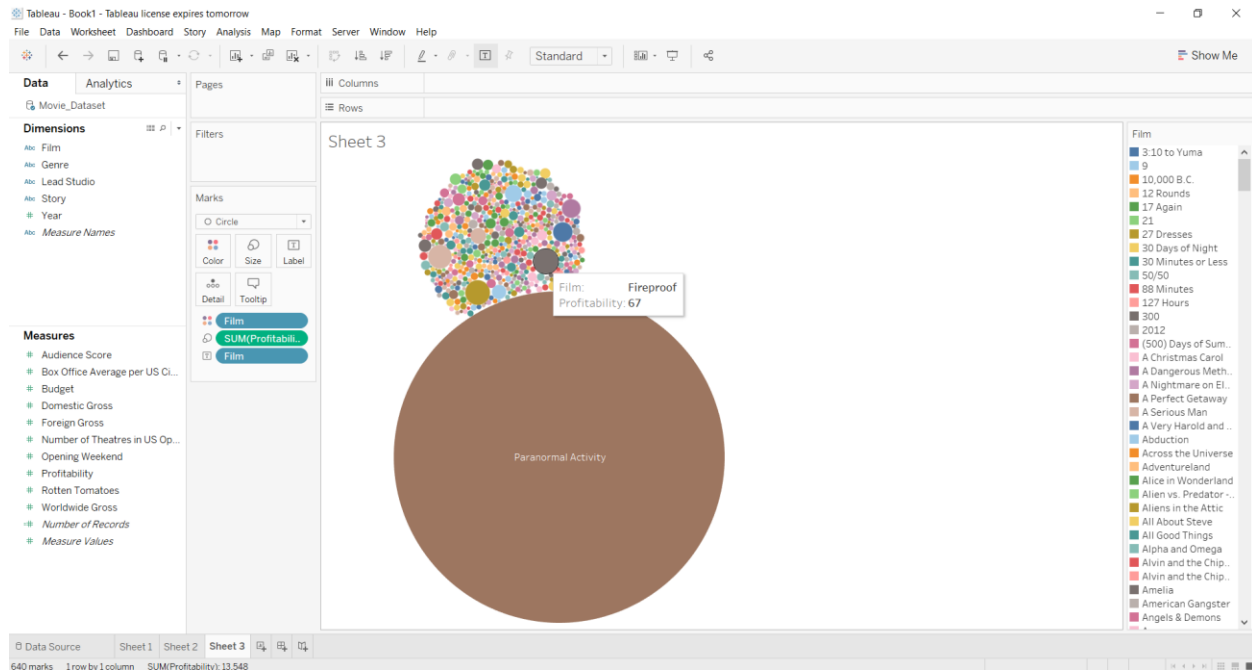 Tableau - Book1 - Tableau license expires tomorrow
File Data Worksheet Dashboard Story Analysis Map Format Server Window Help
Standard
Show Me
Data Analytics
Movie_Dataset
Dimensions
Abc Film
Abc Genre
Abc Lead Studio
Abc Story
# Year
Abc Measure Names
Measures
# Audience Score
# Box Office Average per US Ci...
# Budget
# Domestic Gross
# Foreign Gross
# Number of Theatres in US Op...
# Opening Weekend
# Profitability
# Rotten Tomatoes
# Worldwide Gross
=# Number of Records
# Measure Values
Pages
Filters
Marks
Circle
Color Size Label
Detail Tooltip
Film
SUM(Profitabili..
Film
Columns
Rows
Sheet 3
Film: Fireproof
Profitability: 67
Paranormal Activity
Film
3:10 to Yuma
9
10,000 B.C.
12 Rounds
17 Again
21
27 Dresses
30 Days of Night
30 Minutes or Less
50/50
88 Minutes
127 Hours
300
2012
(500) Days of Sum..
A Christmas Carol
A Dangerous Meth..
A Nightmare on El..
A Perfect Getaway
A Serious Man
A Very Harold and ..
Abduction
Across the Universe
Adventureland
Alice in Wonderland
Alien vs. Predator -..
Aliens in the Attic
All About Steve
All Good Things
Alpha and Omega
Alvin and the Chip..
Alvin and the Chip..
Amelia
American Gangster
Angels & Demons
Data Source Sheet 1 Sheet 2 Sheet 3
640 marks 1 row by 1 column SUM(Profitability): 13,548